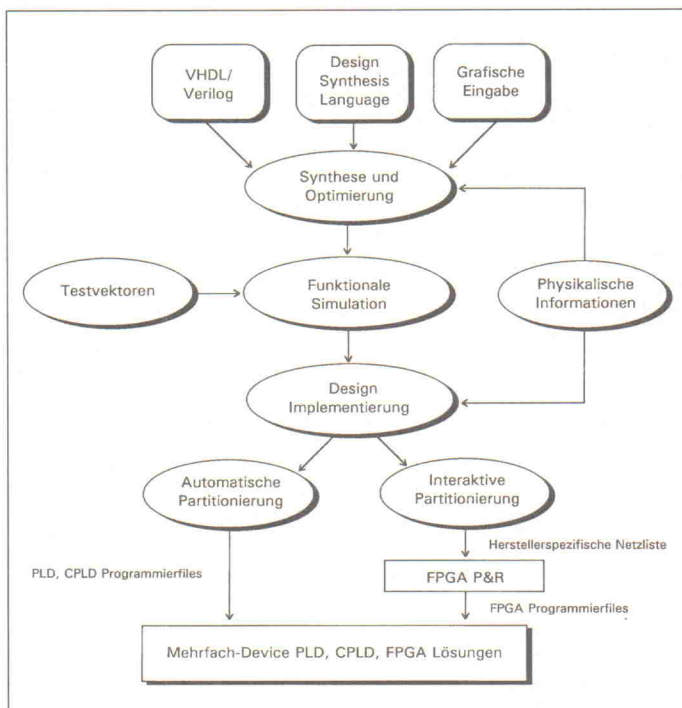 VHDL/
Verilog
Design
Synthesis
Language
Grafische
Eingabe
Synthese und
Optimierung
Testvektoren
Funktionale
Simulation
Physikalische
Informationen
Design
Implementierung
Automatische
Partitionierung
Interaktive
Partitionierung
Herstellerspezifische Netzliste
PLD, CPLD Programmierfiles
FPGA P&R
FPGA Programmierfiles
Mehrfach-Device PLD, CPLD, FPGA Lösungen